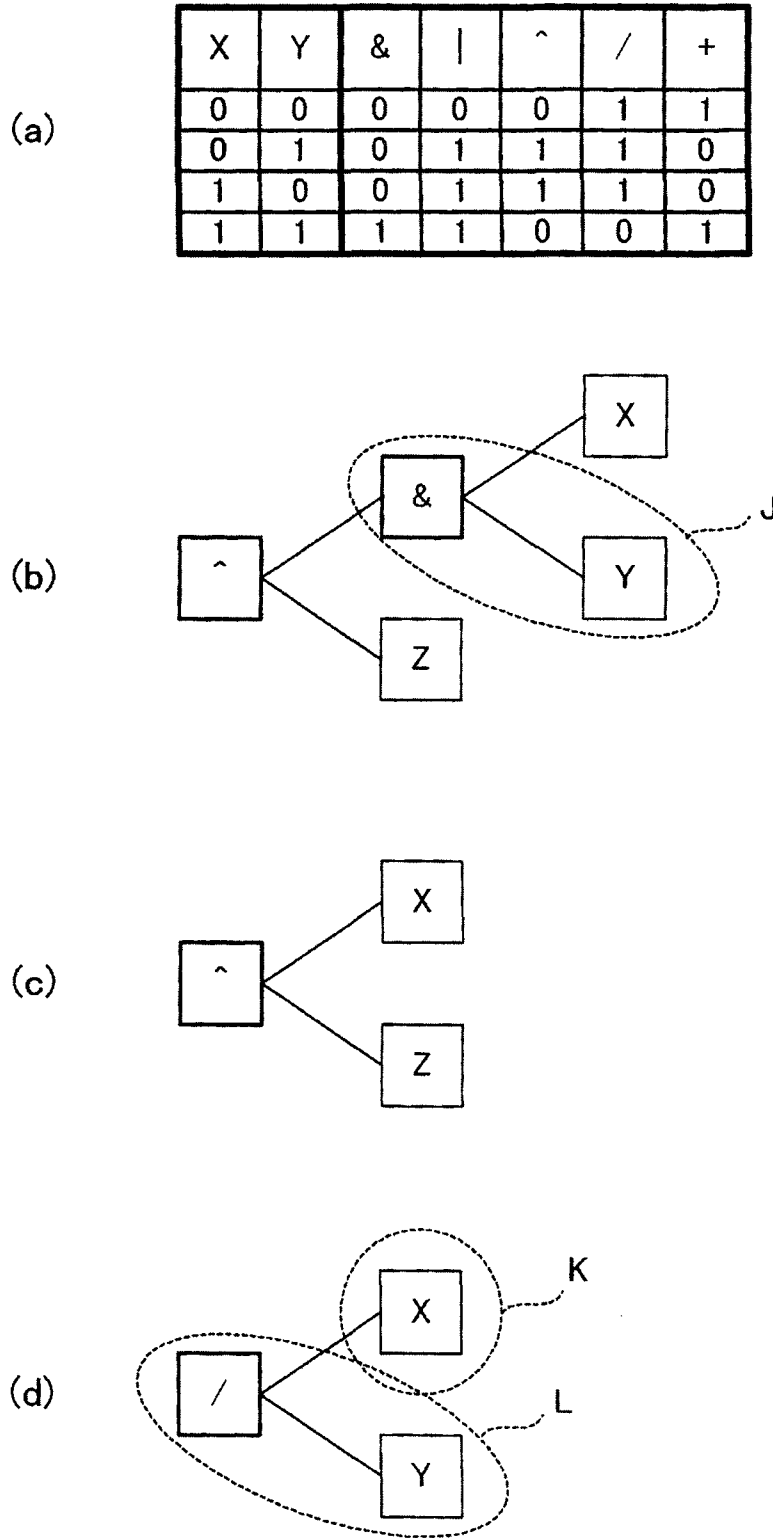 (a)
X Y & | ^ / +
0 0 0 0 0 1 1
0 1 0 1 1 1 0
1 0 0 1 1 1 0
1 1 1 1 0 0 1
(b)
X
&
J
^
Y
Z
(c)
X
^
Z
(d)
K
X
/
L
Y